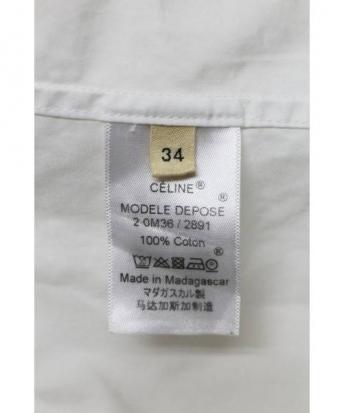 34
CÉLINE®
®
MODELE DEPOSE
2 0M36 / 2891
100% Coton
®
Made in Madagascar
マダガスカル製
马达加斯加制造